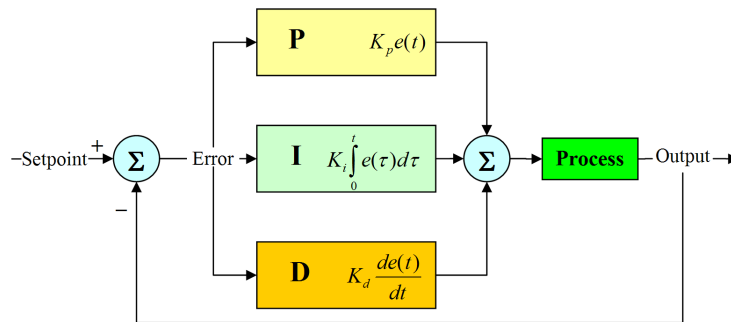 P K_p e(t)
–Setpoint + Σ Error I K_i ∫_0^t e(τ)dτ Σ Process Output
−
D K_d de(t)/dt